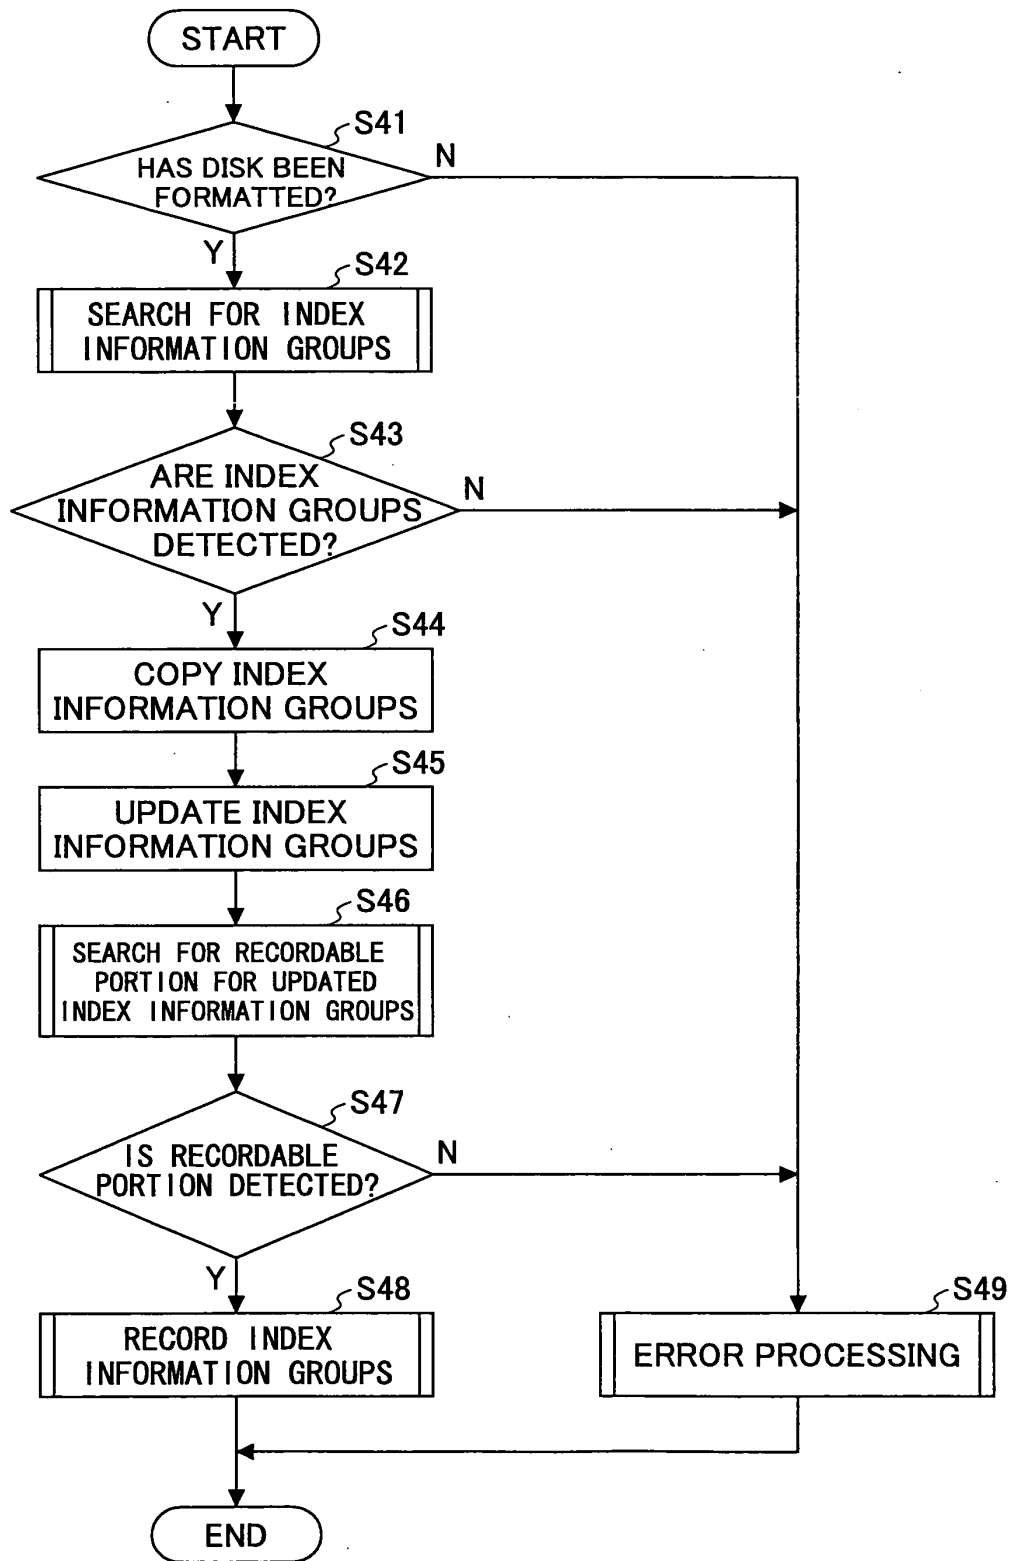 START
S41
HAS DISK BEEN
FORMATTED?
N
Y
S42
SEARCH FOR INDEX
INFORMATION GROUPS
S43
ARE INDEX
INFORMATION GROUPS
DETECTED?
N
Y
S44
COPY INDEX
INFORMATION GROUPS
S45
UPDATE INDEX
INFORMATION GROUPS
S46
SEARCH FOR RECORDABLE
PORTION FOR UPDATED
INDEX INFORMATION GROUPS
S47
IS RECORDABLE
PORTION DETECTED?
N
Y
S48
RECORD INDEX
INFORMATION GROUPS
S49
ERROR PROCESSING
END